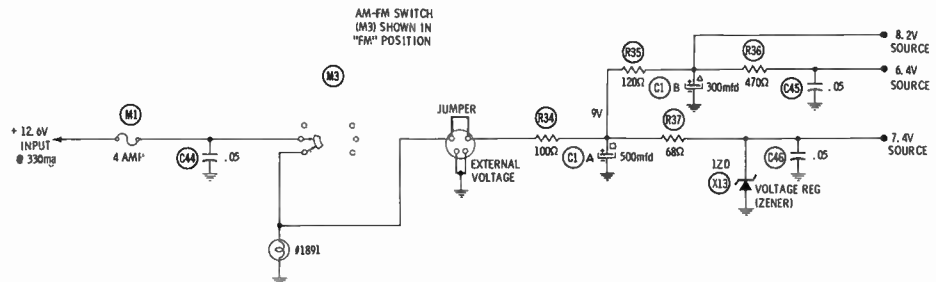 AM-FM SWITCH
(M3) SHOWN IN
"FM" POSITION
M3
M1
+ 12.6V
INPUT
@ 330ma
4 AMP
C44
.05
#1891
JUMPER
EXTERNAL
VOLTAGE
R34
100Ω
9V
C1 A
500mfd
R35
120Ω
C1 B
300mfd
R36
470Ω
C45
.05
8.2V
SOURCE
6.4V
SOURCE
R37
68Ω
1ZD
X13
VOLTAGE REG
(ZENER)
C46
.05
7.4V
SOURCE